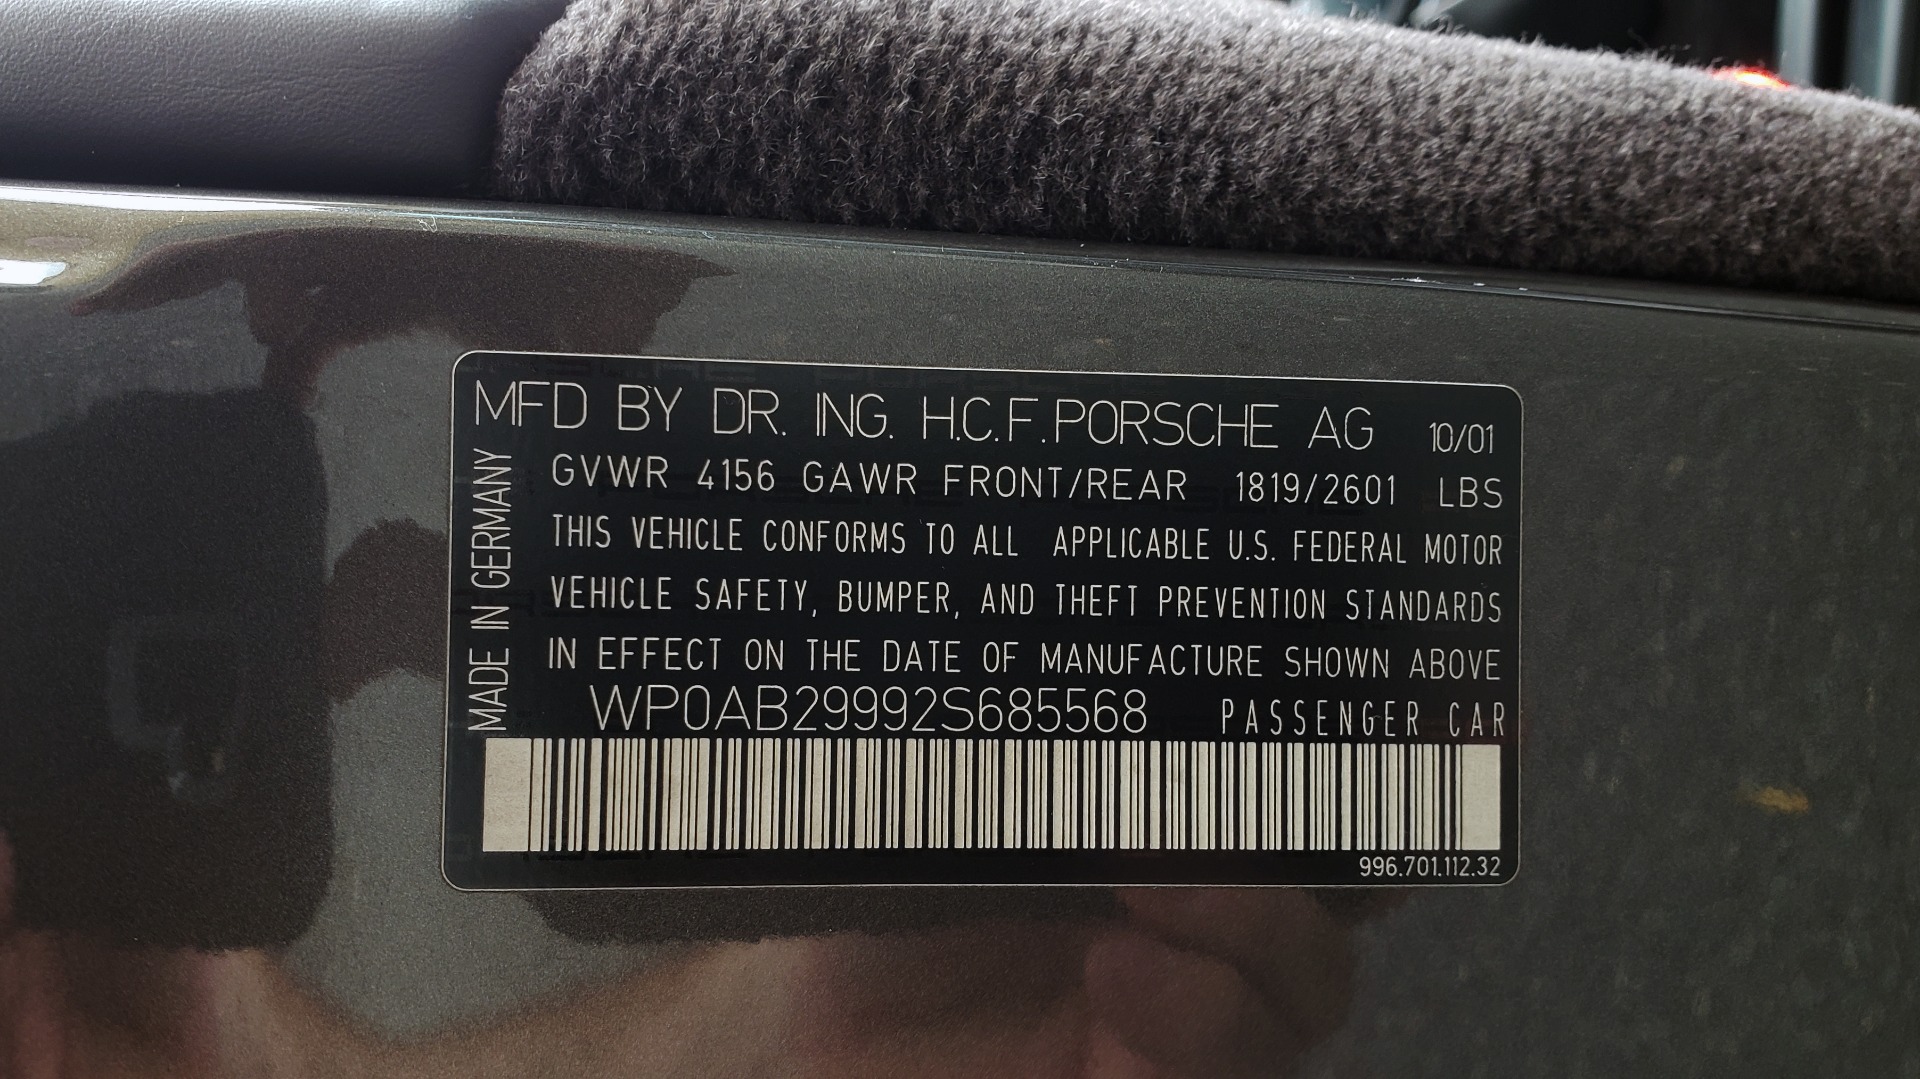 MFD BY DR. ING. H.C.F. PORSCHE AG 10/01
GVWR 4156 GAWR FRONT/REAR 1819/2601 LBS
THIS VEHICLE CONFORMS TO ALL APPLICABLE U.S. FEDERAL MOTOR
VEHICLE SAFETY, BUMPER, AND THEFT PREVENTION STANDARDS
IN EFFECT ON THE DATE OF MANUFACTURE SHOWN ABOVE
WP0AB29992S685568 PASSENGER CAR
996.701.112.32
MADE IN GERMANY